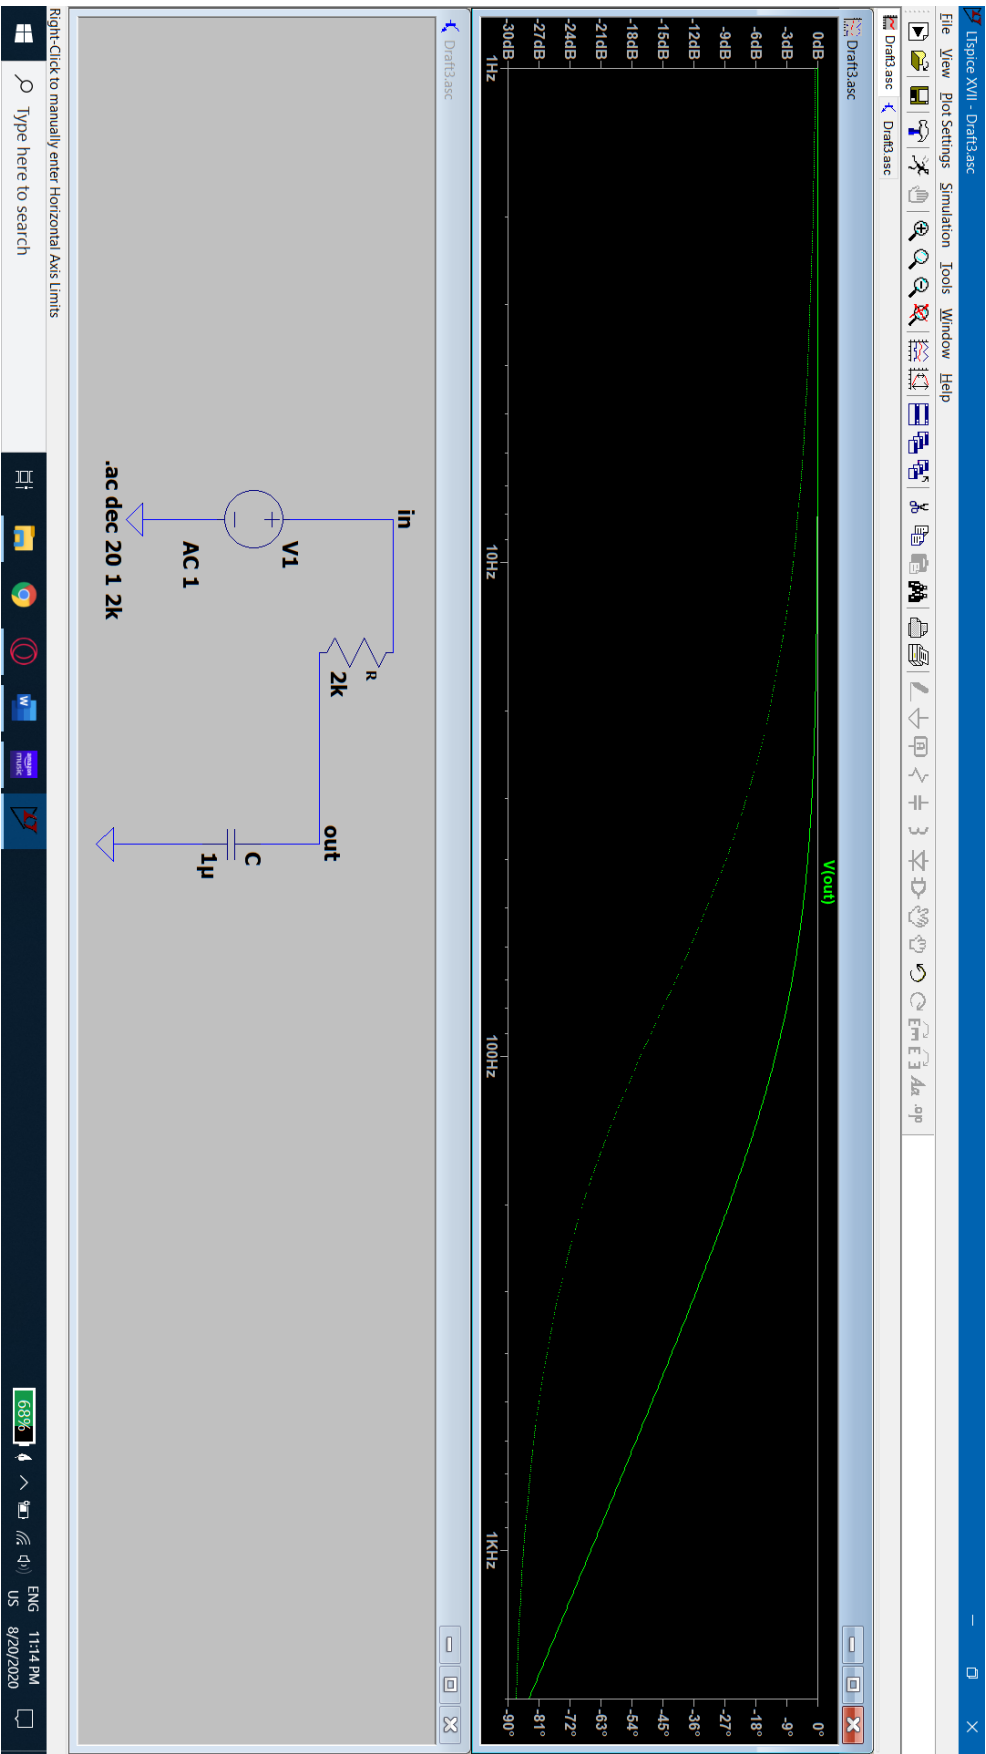 LTspice XVII - Draft3.asc
File View Plot Settings Simulation Tools Window Help
Draft3.asc Draft3.asc
Draft3.asc
V(out)
0dB
-3dB
-6dB
-9dB
-12dB
-15dB
-18dB
-21dB
-24dB
-27dB
-30dB
0°
-9°
-18°
-27°
-36°
-45°
-54°
-63°
-72°
-81°
-90°
1Hz 10Hz 100Hz 1KHz
Draft3.asc
in
out
V1
R
2k
C
1µ
AC 1
.ac dec 20 1 2k
Right-Click to manually enter Horizontal Axis Limits
Type here to search
W
amazon music
68%
ENG
US
11:14 PM
8/20/2020